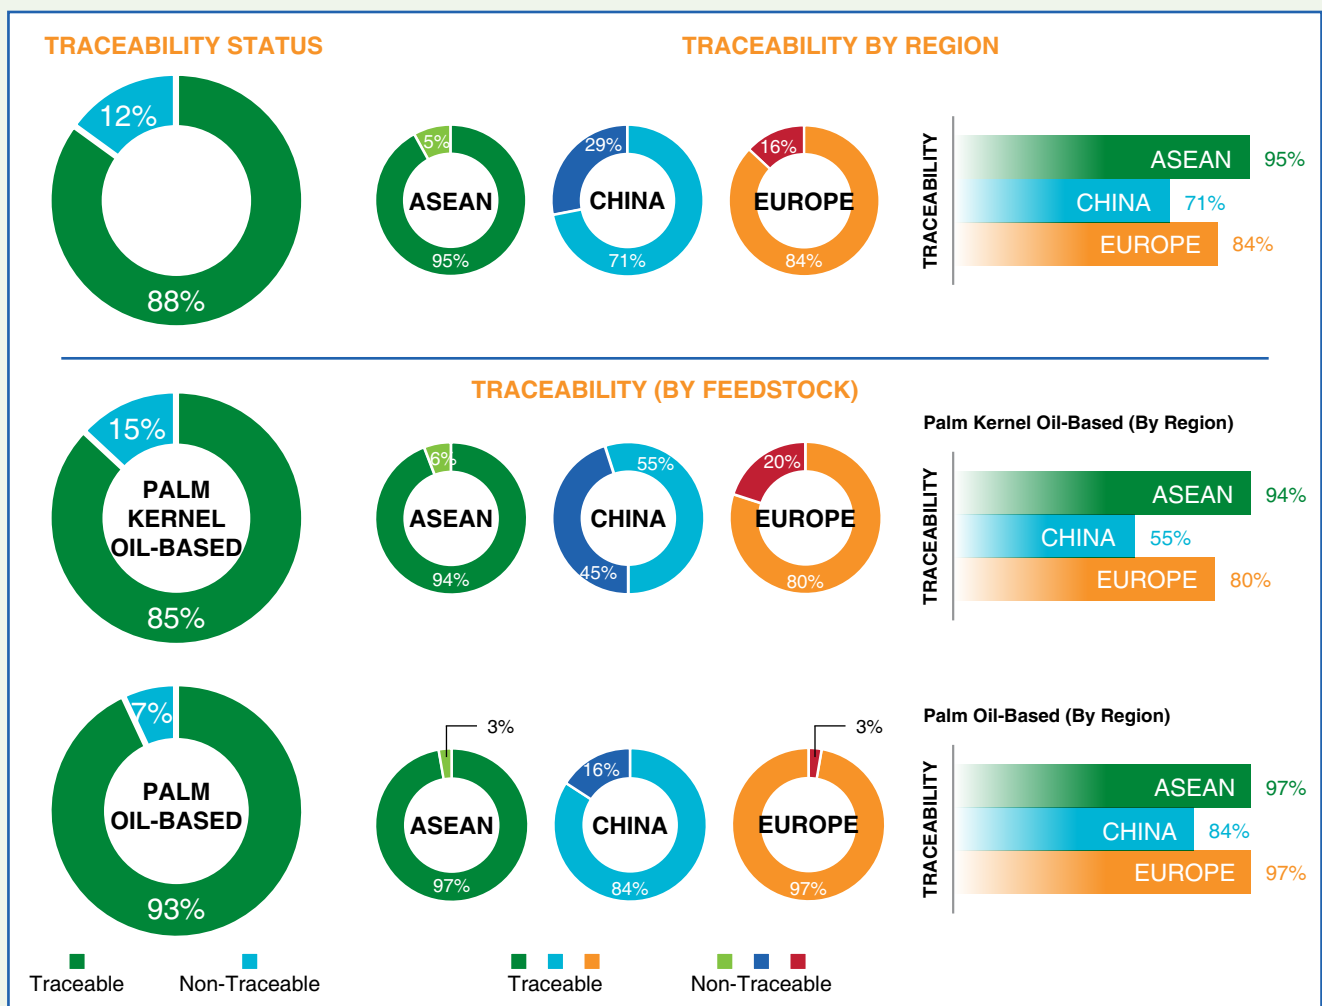 TRACEABILITY STATUS
TRACEABILITY BY REGION
12%
88%
5%
ASEAN
95%
29%
CHINA
71%
16%
EUROPE
84%
TRACEABILITY
ASEAN 95%
CHINA 71%
EUROPE 84%
TRACEABILITY (BY FEEDSTOCK)
15%
PALM
KERNEL
OIL-BASED
85%
6%
ASEAN
94%
55%
CHINA
45%
20%
EUROPE
80%
Palm Kernel Oil-Based (By Region)
TRACEABILITY
ASEAN 94%
CHINA 55%
EUROPE 80%
7%
PALM
OIL-BASED
93%
3%
ASEAN
97%
16%
CHINA
84%
3%
EUROPE
97%
Palm Oil-Based (By Region)
TRACEABILITY
ASEAN 97%
CHINA 84%
EUROPE 97%
Traceable
Non-Traceable
Traceable
Non-Traceable